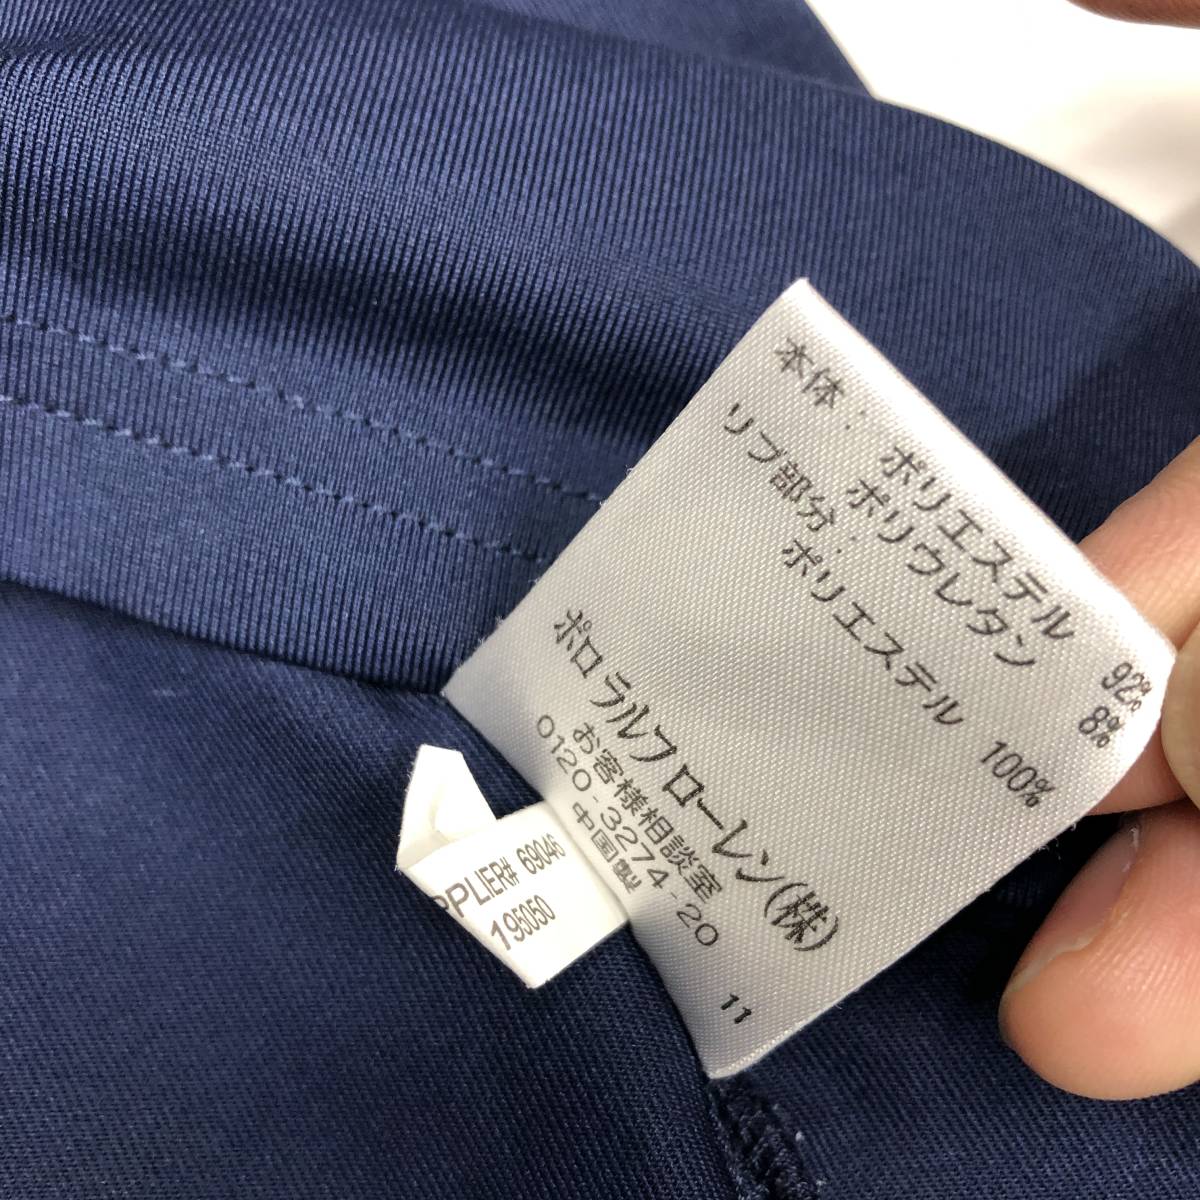 本体: ポリエステル 92%
ポリウレタン 8%
リブ部分: ポリエステル 100%
ポロ ラルフ ローレン(株)
お客様相談室
0120-3274-20
中国製
11
PPLIER# 69046
195050